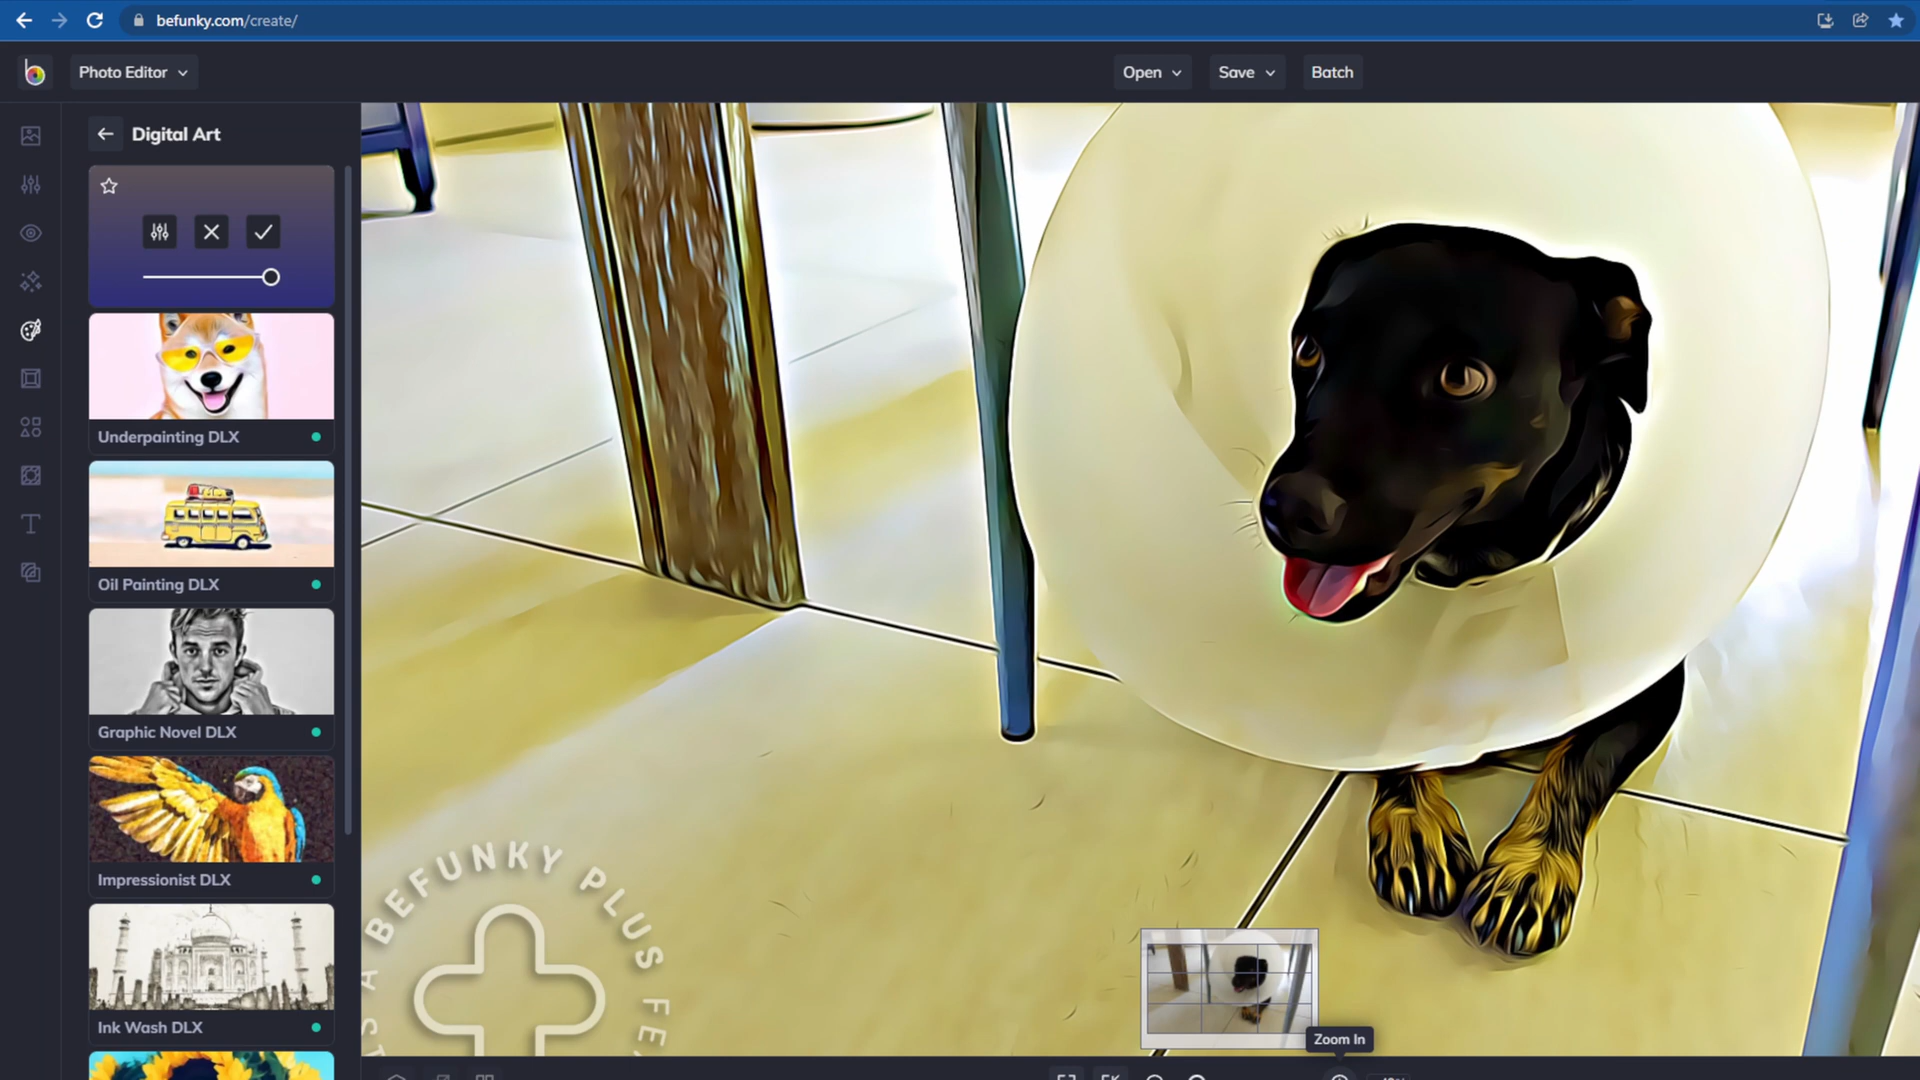 befunky.com/create/
Photo Editor
Open
Save
Batch
Digital Art
Underpainting DLX
Oil Painting DLX
Graphic Novel DLX
Impressionist DLX
Ink Wash DLX
BEFUNKY PLUS
Zoom In